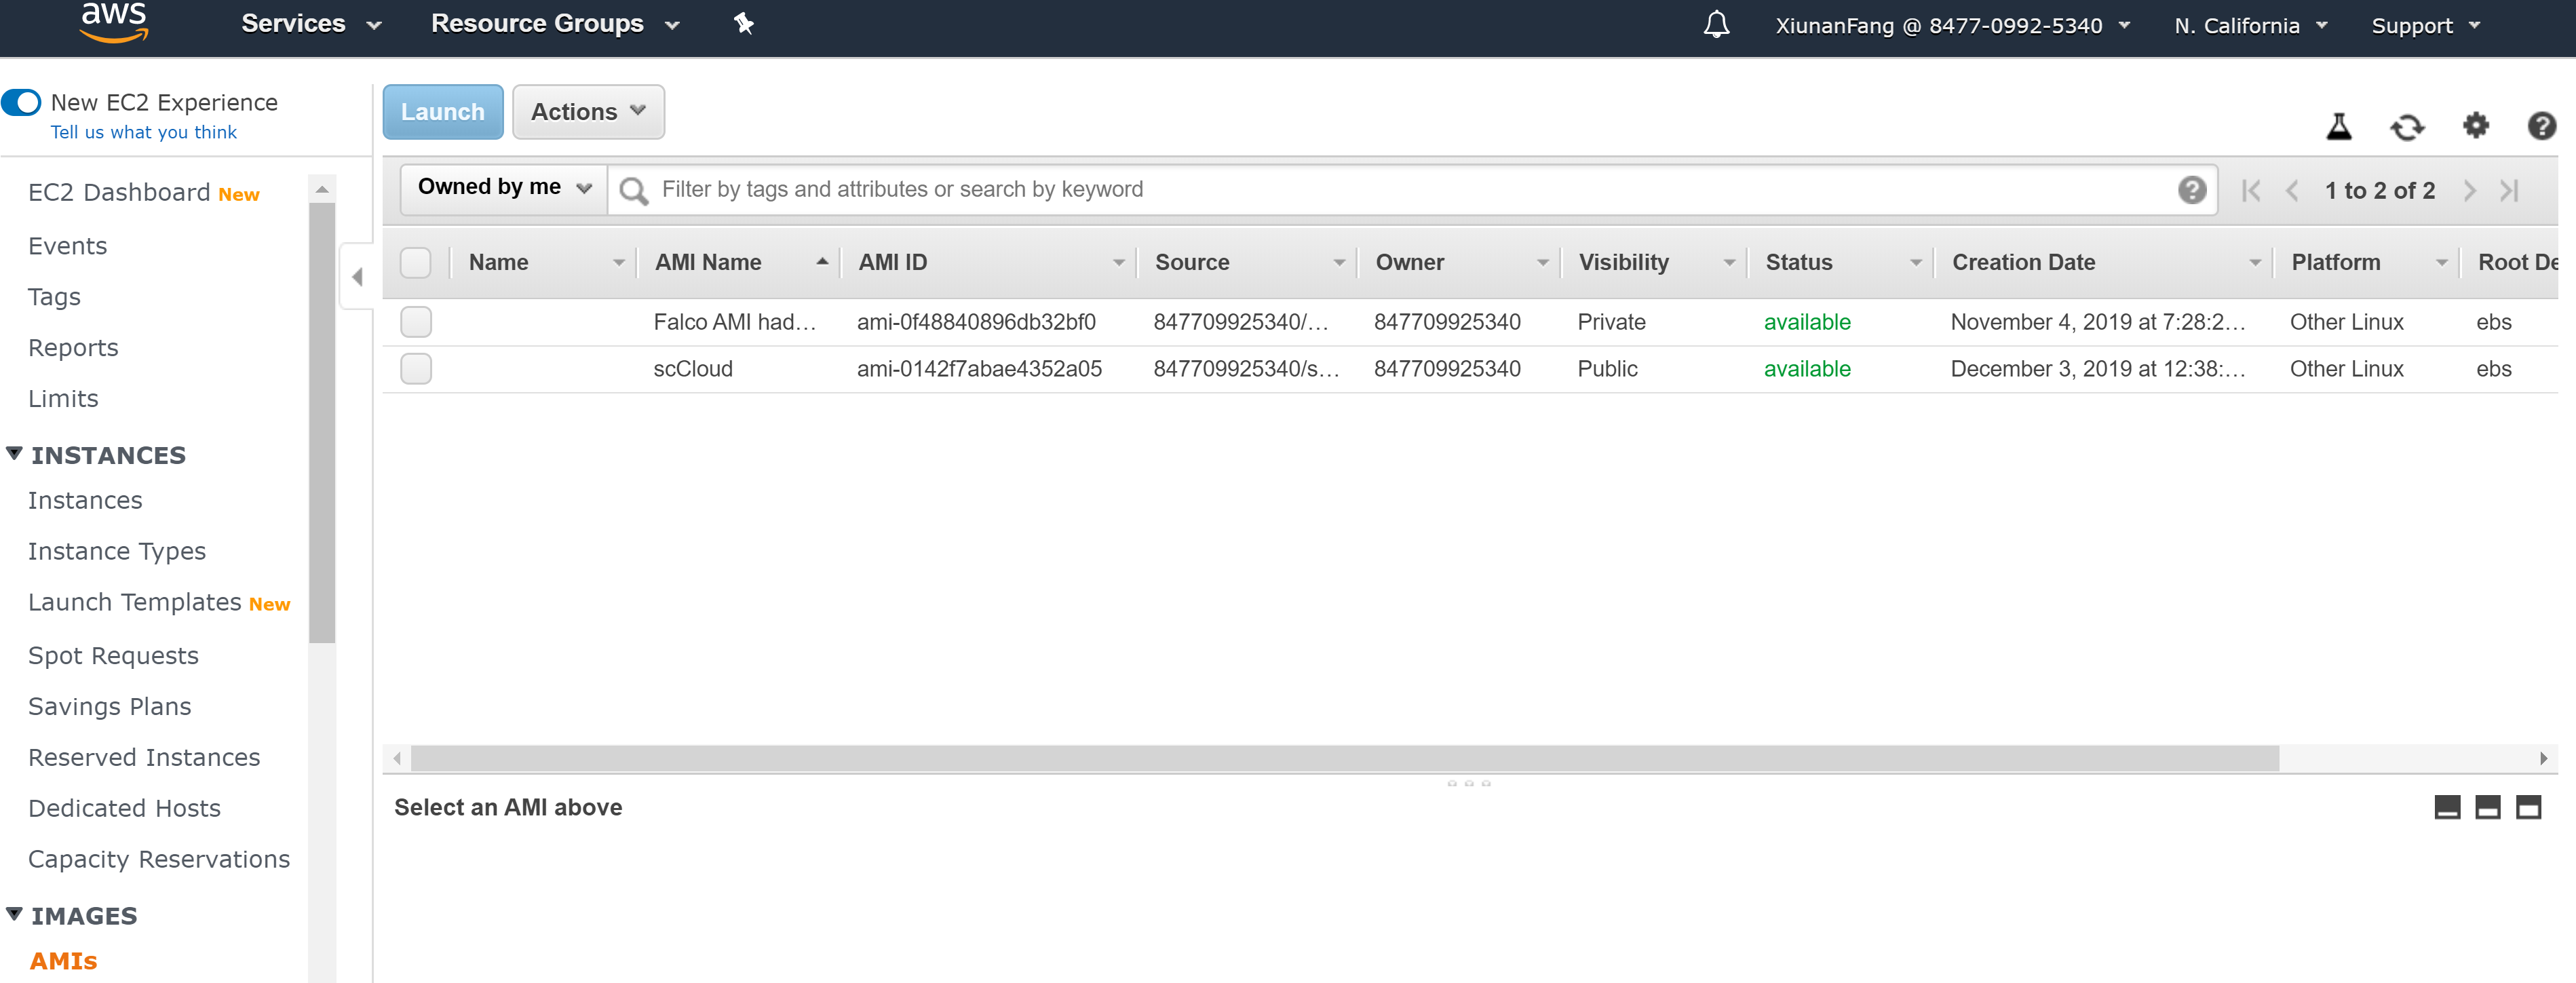 aws Services Resource Groups XiunanFang @ 8477-0992-5340 N. California Support
New EC2 Experience
Tell us what you think
EC2 Dashboard New
Events
Tags
Reports
Limits
INSTANCES
Instances
Instance Types
Launch Templates New
Spot Requests
Savings Plans
Reserved Instances
Dedicated Hosts
Capacity Reservations
IMAGES
AMIs
Launch Actions
Owned by me Filter by tags and attributes or search by keyword 1 to 2 of 2
Name AMI Name AMI ID Source Owner Visibility Status Creation Date Platform Root De
Falco AMI had... ami-0f48840896db32bf0 847709925340/... 847709925340 Private available November 4, 2019 at 7:28:2... Other Linux ebs
scCloud ami-0142f7abae4352a05 847709925340/s... 847709925340 Public available December 3, 2019 at 12:38:... Other Linux ebs
Select an AMI above